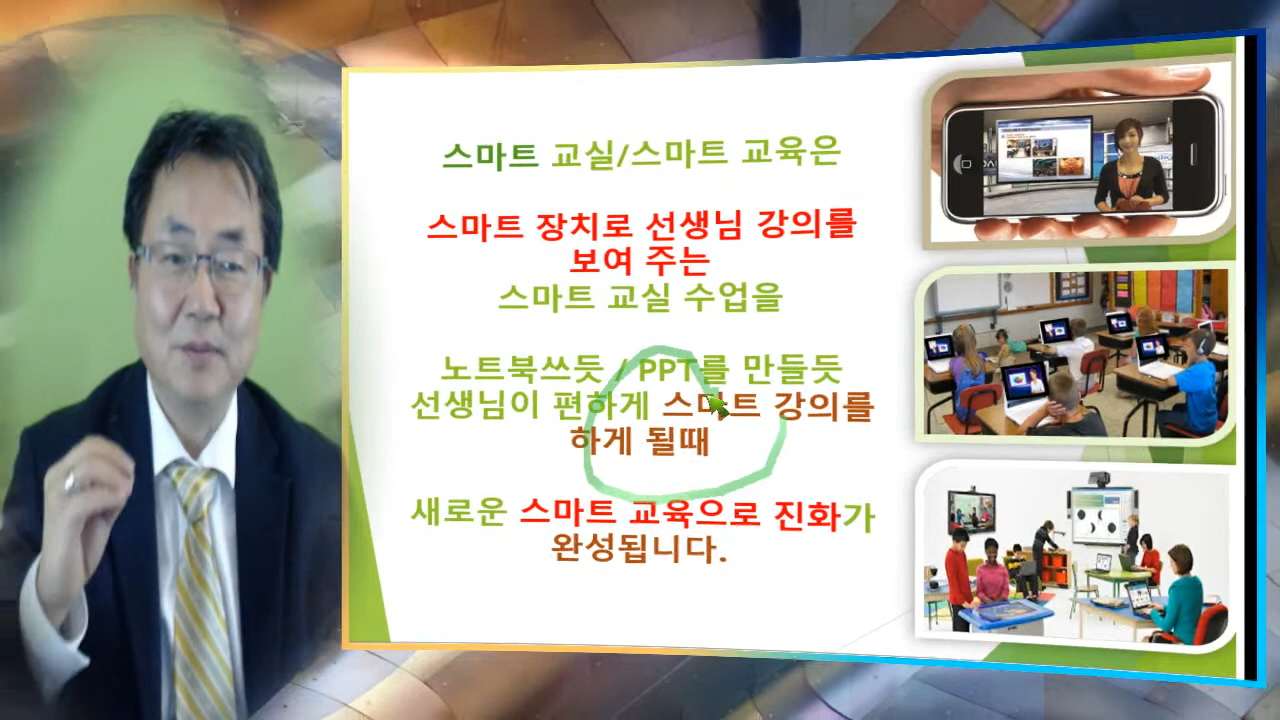 스마트 교실/스마트 교육은
스마트 장치로 선생님 강의를
보여 주는
스마트 교실 수업을
노트북쓰듯 / PPT를 만들듯
선생님이 편하게 스마트 강의를
하게 될때
새로운 스마트 교육으로 진화가
완성됩니다.